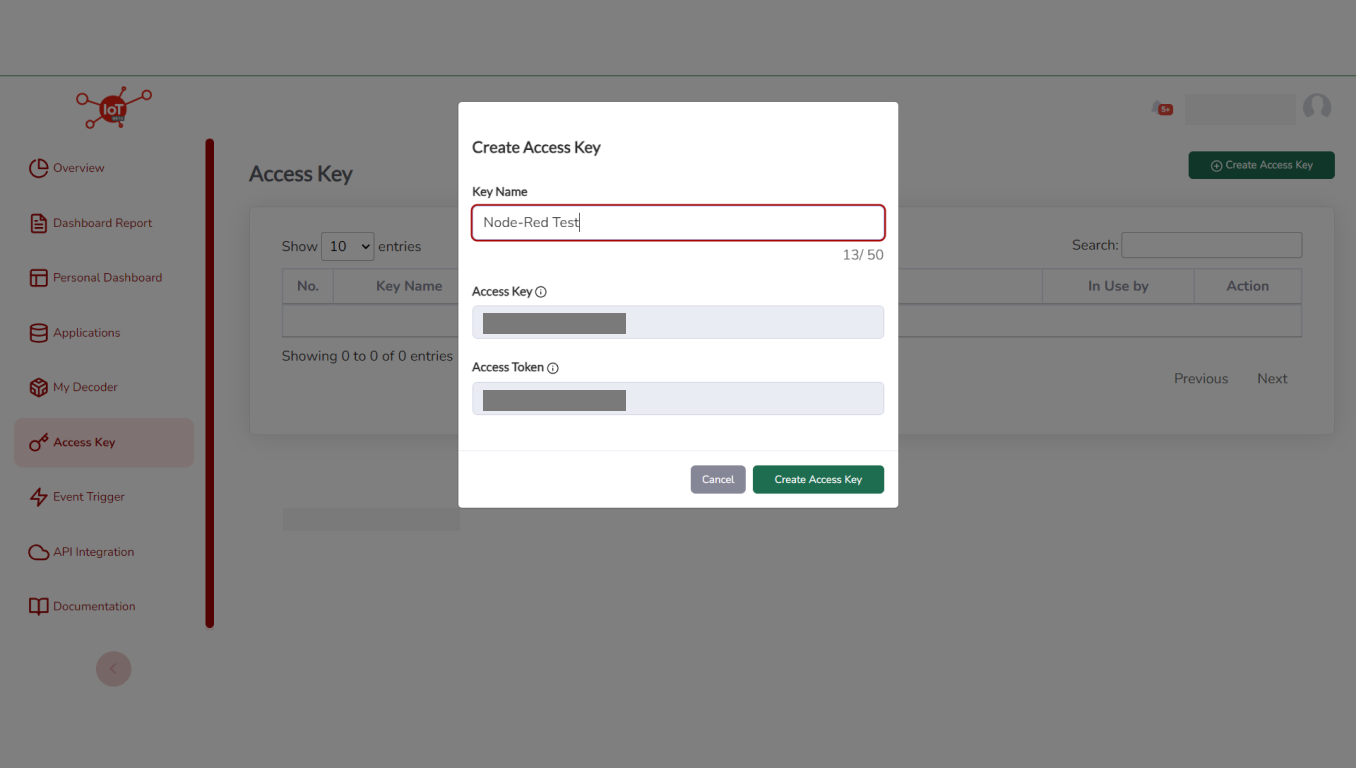 IoT
BETA
5+
Overview
Dashboard Report
Personal Dashboard
Applications
My Decoder
Access Key
Event Trigger
API Integration
Documentation
Access Key
Create Access Key
Show 10 entries
Search:
No. Key Name In Use by Action
Showing 0 to 0 of 0 entries
Previous Next
Create Access Key
Key Name
Node-Red Test
13/ 50
Access Key
Access Token
Cancel Create Access Key